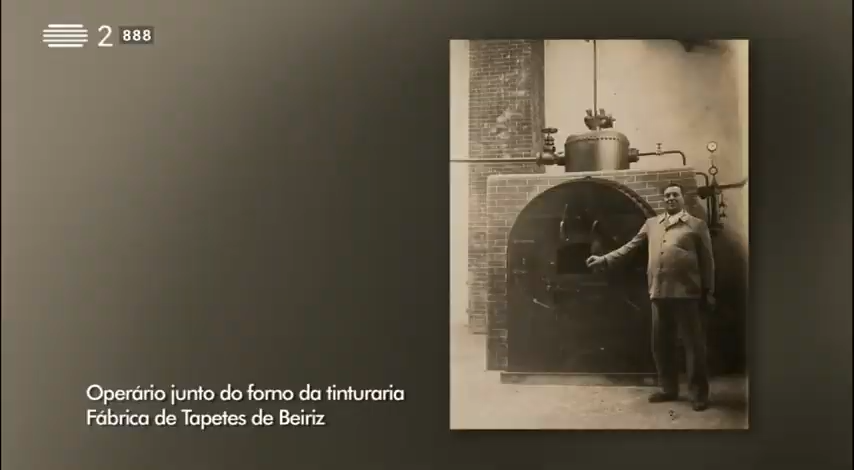 2 888
Operário junto do forno da tinturaria
Fábrica de Tapetes de Beiriz